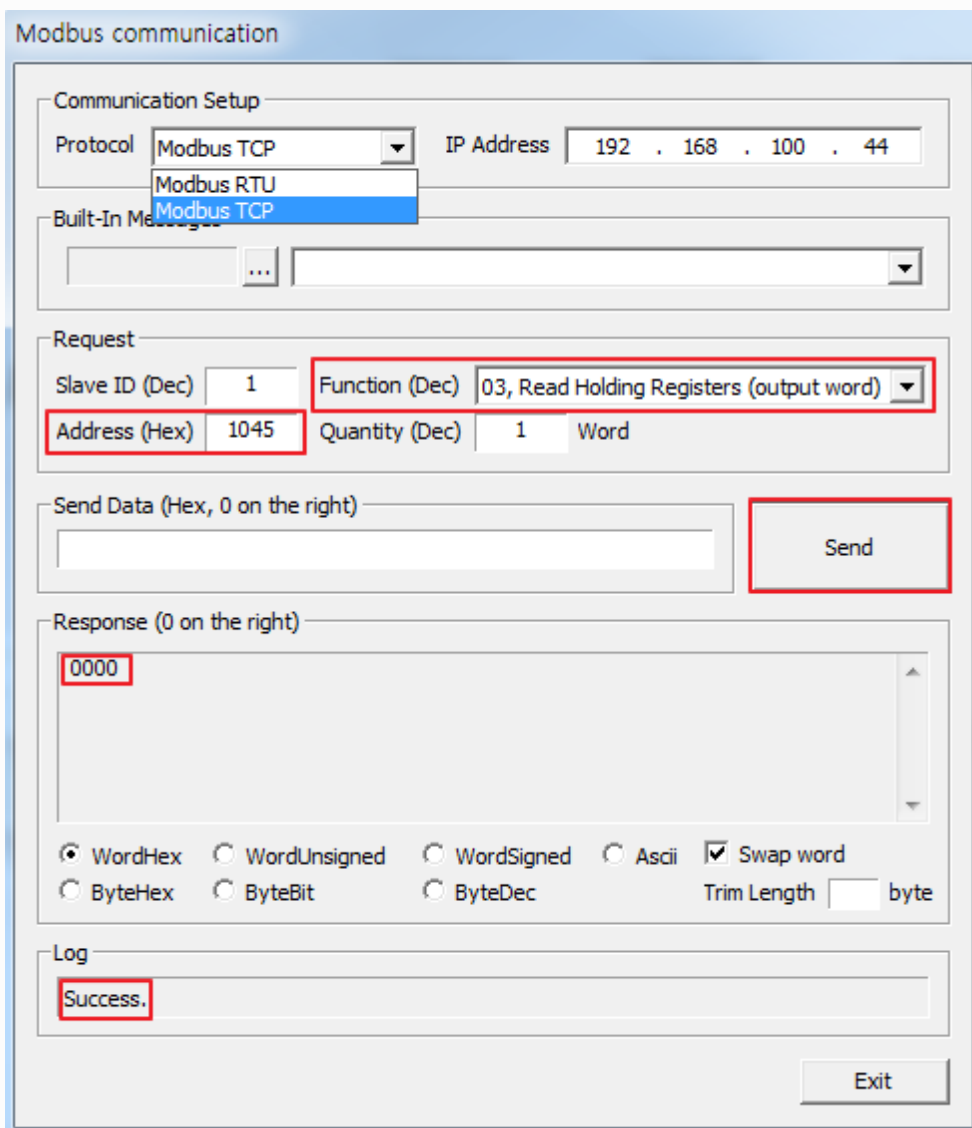 Modbus communication
Communication Setup
Protocol Modbus TCP IP Address 192 . 168 . 100 . 44
Modbus RTU
Modbus TCP
Built-In
...
Request
Slave ID (Dec) 1 Function (Dec) 03, Read Holding Registers (output word)
Address (Hex) 1045 Quantity (Dec) 1 Word
Send Data (Hex, 0 on the right)
Send
Response (0 on the right)
0000
WordHex WordUnsigned WordSigned Ascii Swap word
ByteHex ByteBit ByteDec Trim Length byte
Log
Success.
Exit